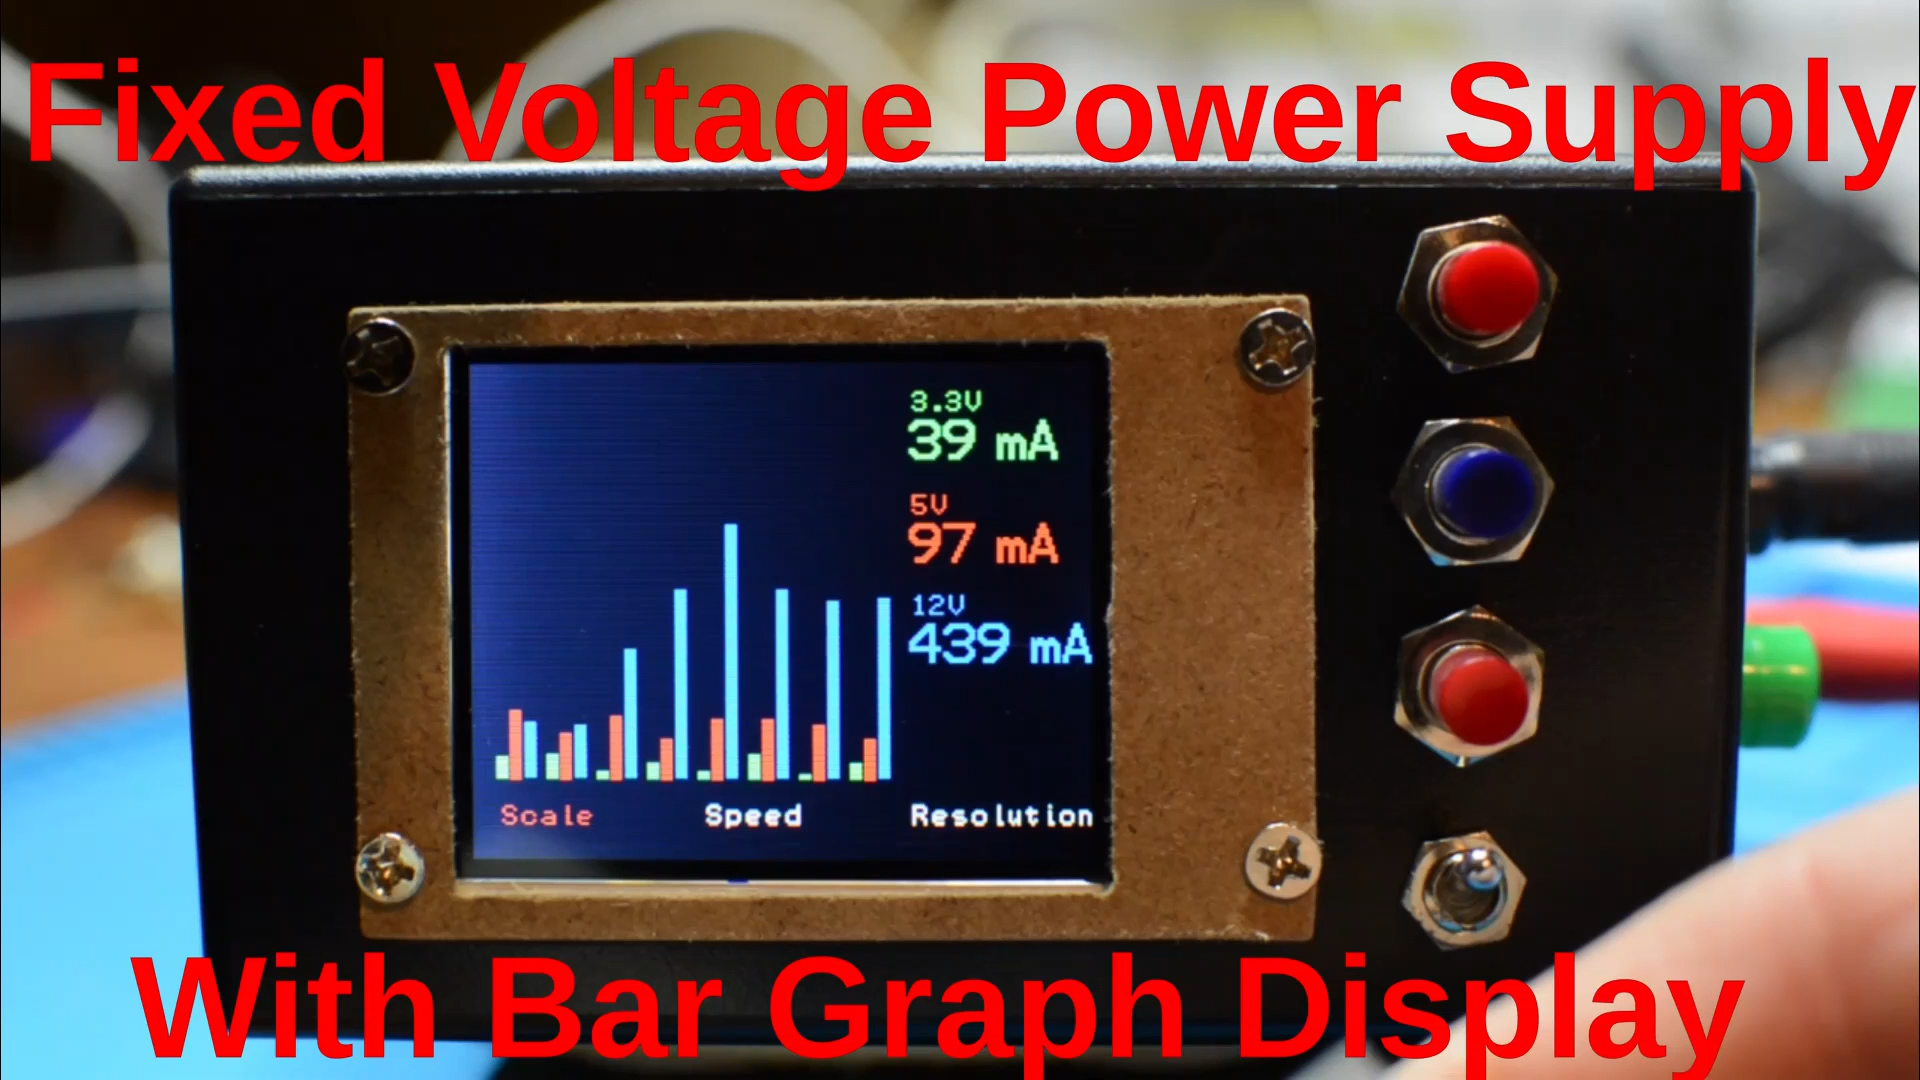 Fixed Voltage Power Supply
3.3V
39 mA
5V
97 mA
12V
439 mA
Scale Speed Resolution
With Bar Graph Display